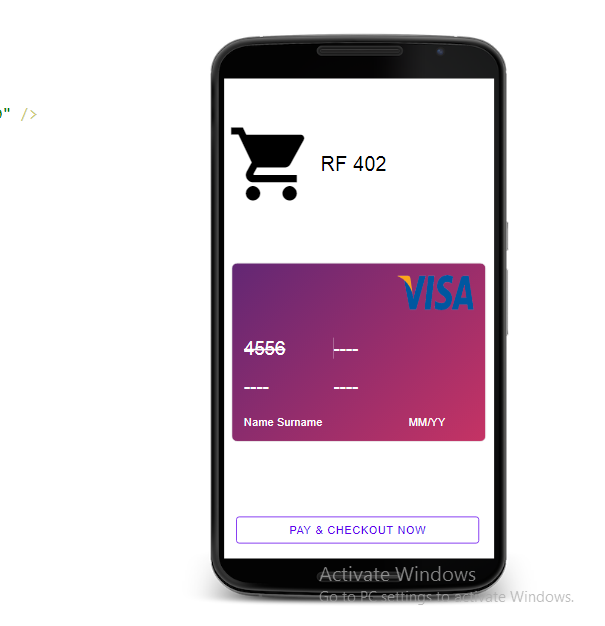 " />
RF 402
VISA
4556 ----
---- ----
Name Surname MM/YY
PAY & CHECKOUT NOW
Activate Windows
Go to PC settings to activate Windows.